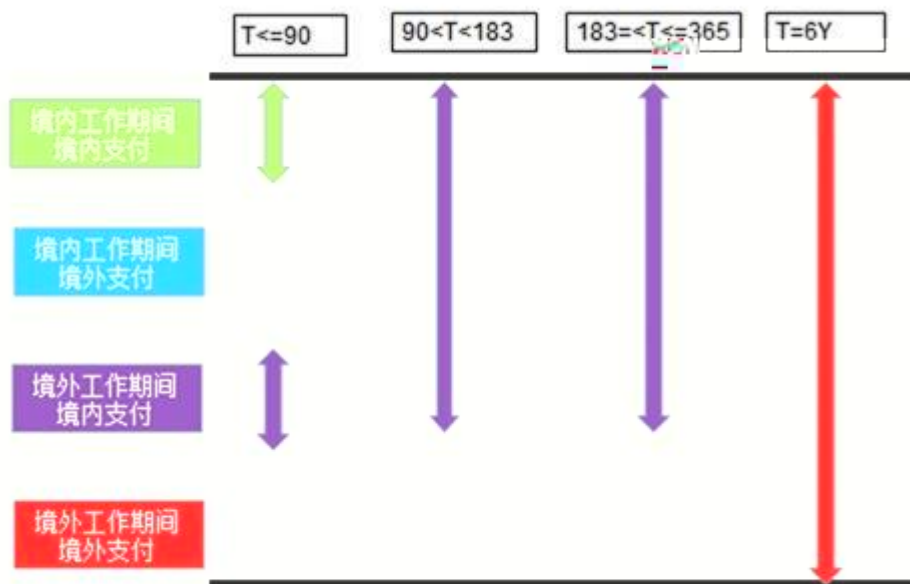 T<=90
90<T<183
183=<T<=365
T=6Y
境内工作期间
境内支付
境内工作期间
境外支付
境外工作期间
境内支付
境外工作期间
境外支付